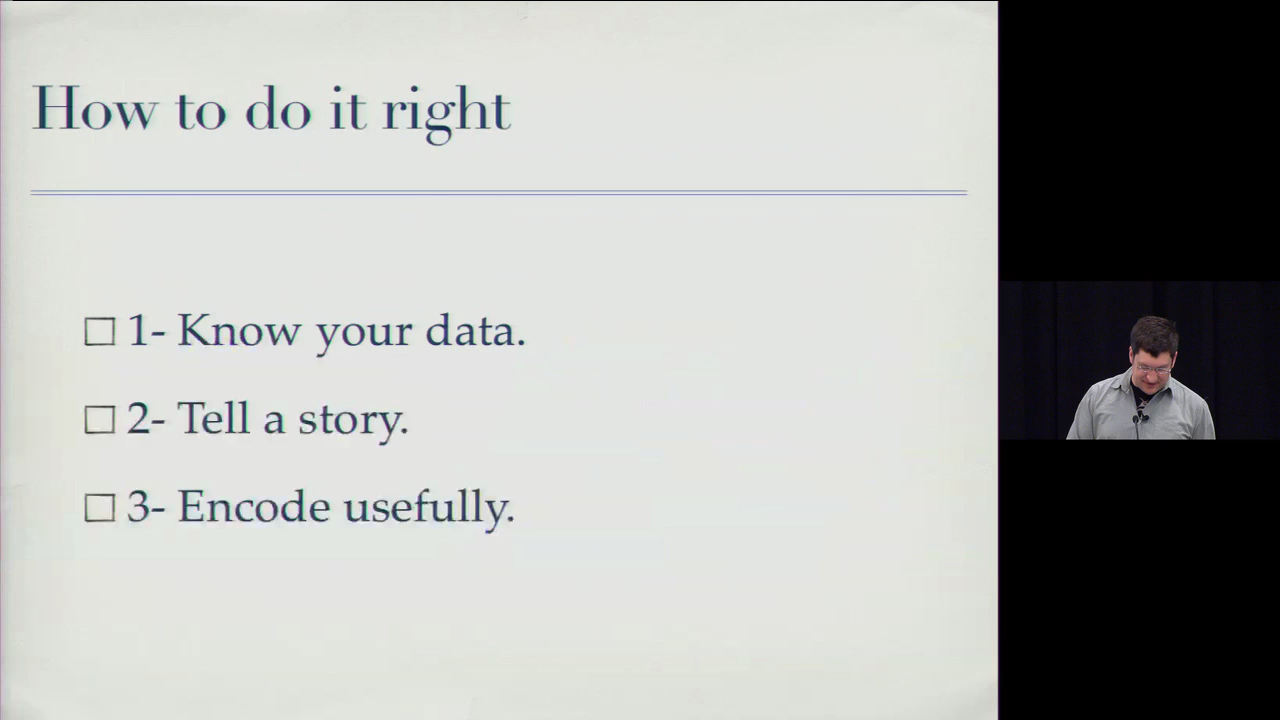 How to do it right
1- Know your data.
2- Tell a story.
3- Encode usefully.